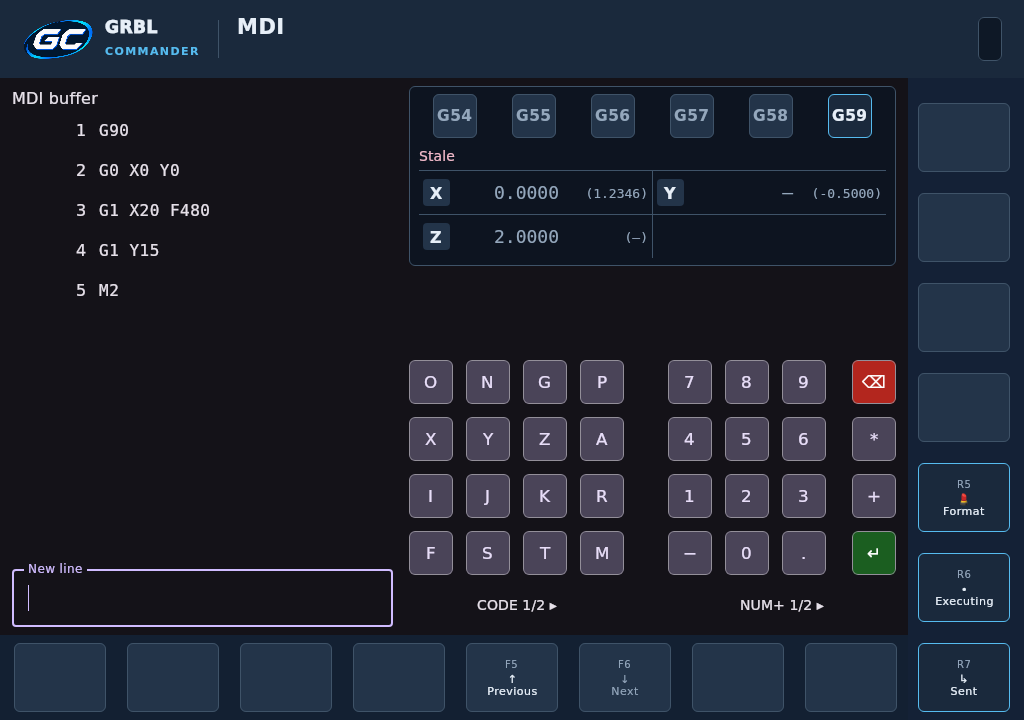 GC GRBL
COMMANDER
MDI
MDI buffer
1 G90
2 G0 X0 Y0
3 G1 X20 F480
4 G1 Y15
5 M2
New line
G54 G55 G56 G57 G58 G59
Stale
X 0.0000 (1.2346) Y — (-0.5000)
Z 2.0000 (—)
O N G P 7 8 9 ⌫
X Y Z A 4 5 6 *
I J K R 1 2 3 +
F S T M − 0 . ↵
CODE 1/2 ▸ NUM+ 1/2 ▸
R5
Format
R6
•
Executing
R7
↳
Sent
F5
↑
Previous
F6
↓
Next